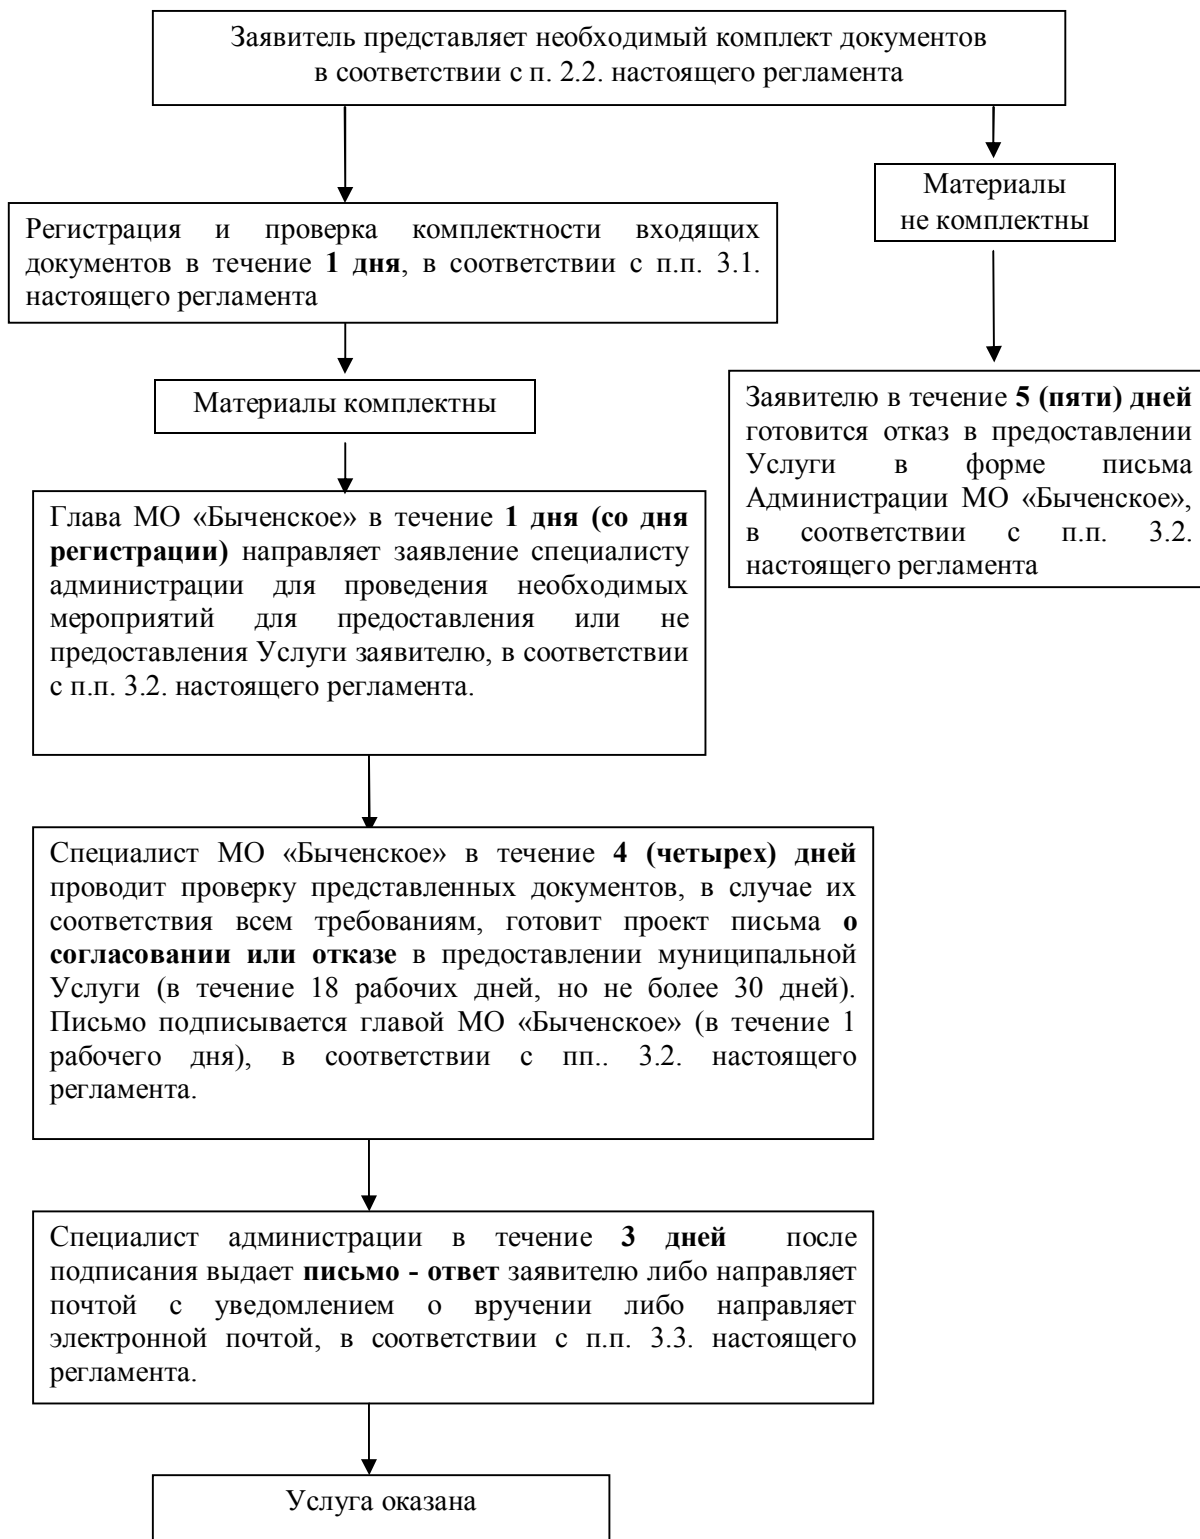 Заявитель представляет необходимый комплект документов
в соответствии с п. 2.2. настоящего регламента
Материалы
не комплектны
Регистрация и проверка комплектности входящих
документов в течение 1 дня, в соответствии с п.п. 3.1.
настоящего регламента
Материалы комплектны
Заявителю в течение 5 (пяти) дней
готовится отказ в предоставлении
Услуги в форме письма
Администрации МО «Быченское»,
в соответствии с п.п. 3.2.
настоящего регламента
Глава МО «Быченское» в течение 1 дня (со дня
регистрации) направляет заявление специалисту
администрации для проведения необходимых
мероприятий для предоставления или не
предоставления Услуги заявителю, в соответствии
с п.п. 3.2. настоящего регламента.
Специалист МО «Быченское» в течение 4 (четырех) дней
проводит проверку представленных документов, в случае их
соответствия всем требованиям, готовит проект письма о
согласовании или отказе в предоставлении муниципальной
Услуги (в течение 18 рабочих дней, но не более 30 дней).
Письмо подписывается главой МО «Быченское» (в течение 1
рабочего дня), в соответствии с пп.. 3.2. настоящего
регламента.
Специалист администрации в течение 3 дней после
подписания выдает письмо - ответ заявителю либо направляет
почтой с уведомлением о вручении либо направляет
электронной почтой, в соответствии с п.п. 3.3. настоящего
регламента.
Услуга оказана